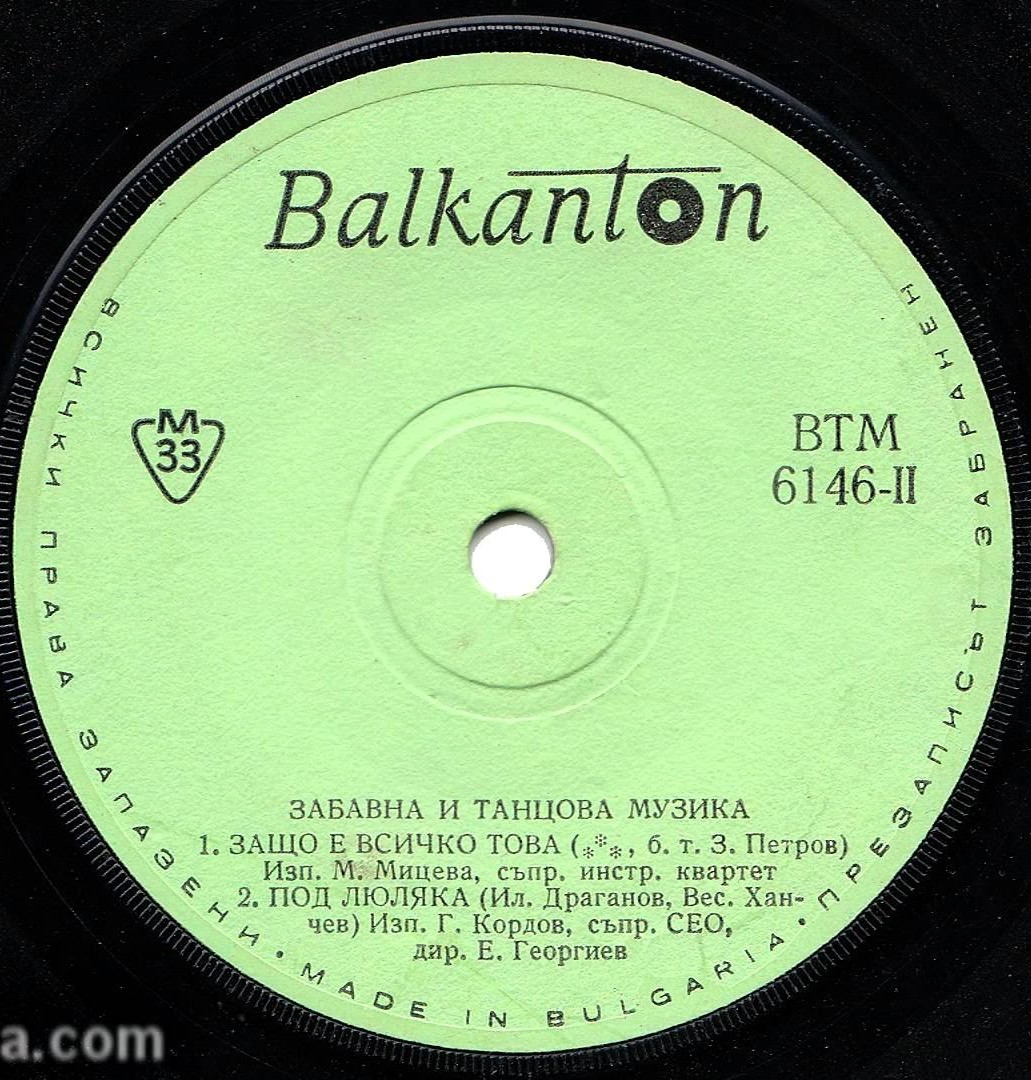 Balkanton
M
33
ВТМ
6146-II
ЗАБАВНА И ТАНЦОВА МУЗИКА
1. ЗАЩО Е ВСИЧКО ТОВА (⁂, б. т. З. Петров)
Изп. М. Мицева, съпр. инстр. квартет
2. ПОД ЛЮЛЯКА (Ил. Драганов, Вес. Хан-
чев) Изп. Г. Кордов, съпр. СЕО,
дир. Е. Георгиев
ВСИЧКИ ПРАВА ЗАПАЗЕНИ • MADE IN BULGARIA • ПРЕЗАПИСЪТ ЗАБРАНЕН
a.com